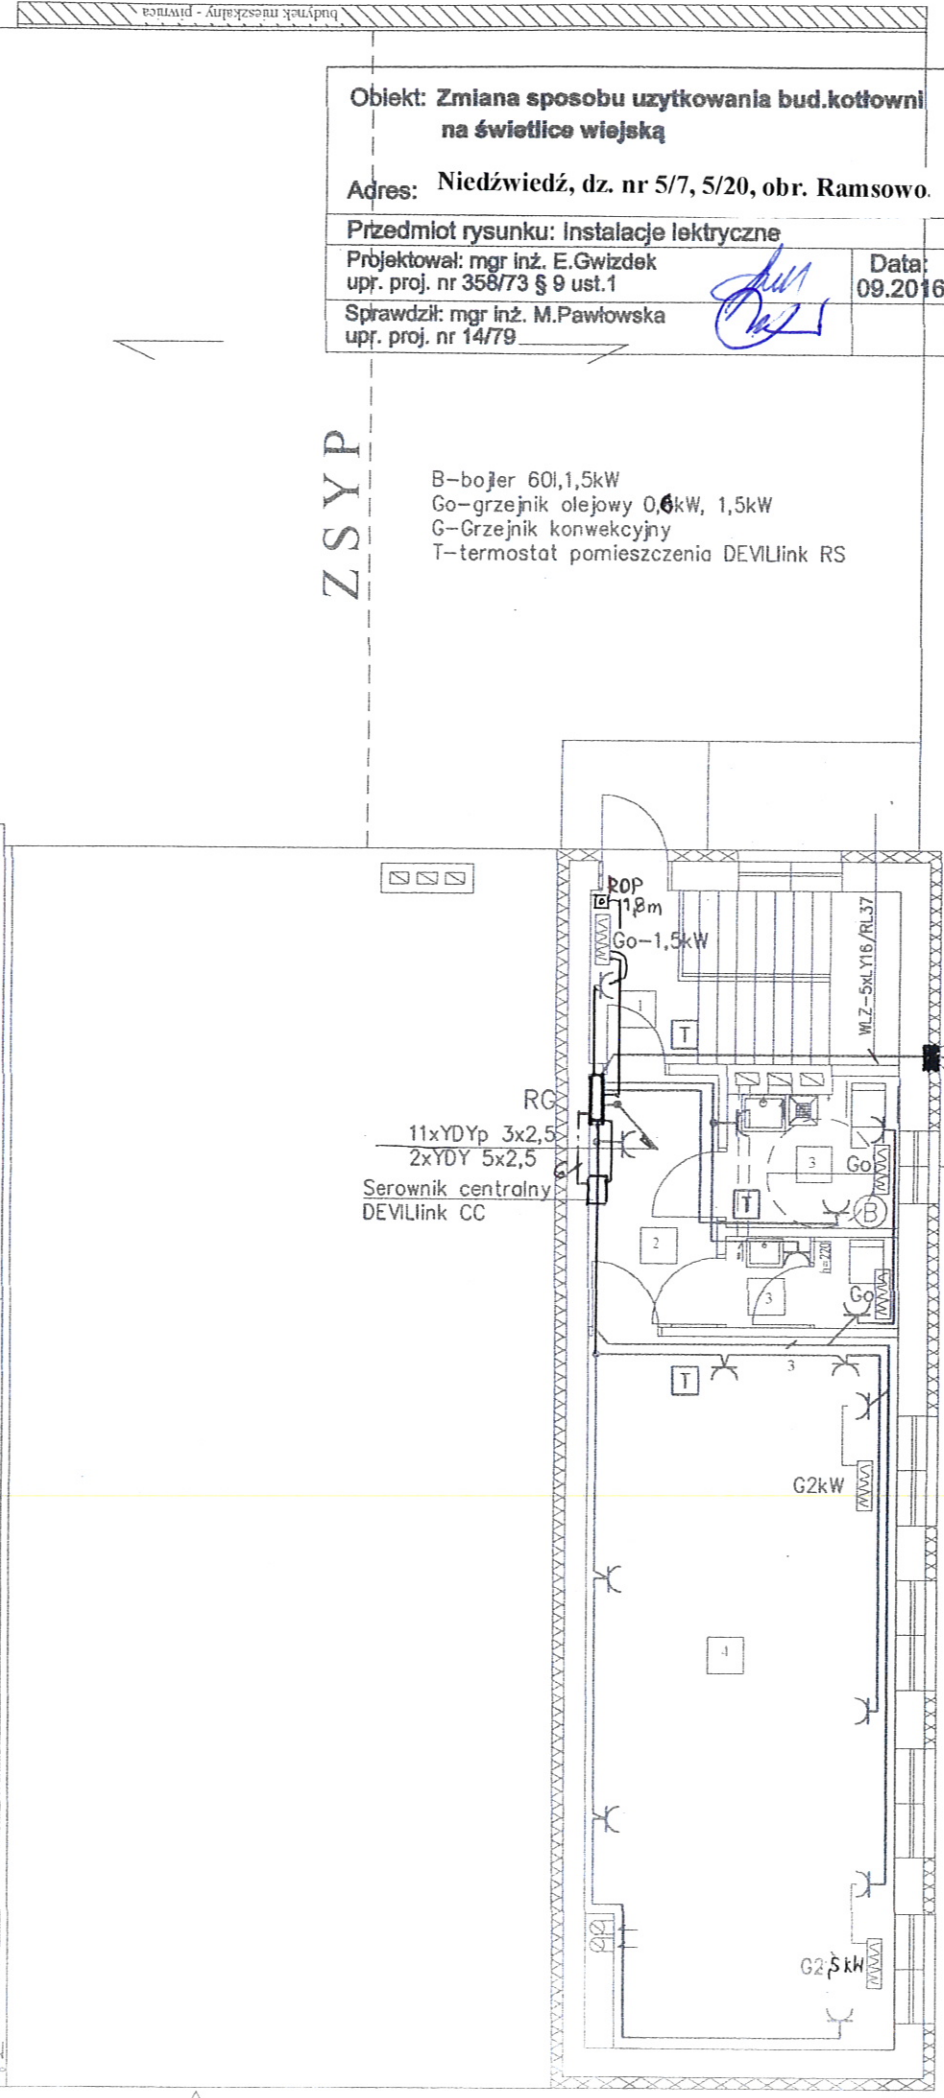 budynek mieszkalny - piwnica
Obiekt: Zmiana sposobu uzytkowania bud.kotłowni
na świetlice wiejską
Adres: Niedźwiedź, dz. nr 5/7, 5/20, obr. Ramsowo.
Przedmiot rysunku: instalacje lektryczne
Projektował: mgr inż. E.Gwizdek
upr. proj. nr 358/73 § 9 ust.1
Data:
09.2016
Sprawdził: mgr inż. M.Pawłowska
upr. proj. nr 14/79
ZSYP
B-bojler 60l,1,5kW
Go-grzejnik olejowy 0,6kW, 1,5kW
G-Grzejnik konwekcyjny
T-termostat pomieszczenia DEVILlink RS
ROP
1,8m
Go-1,5kW
WLZ-5xLY16/RL37
1
T
RG
11xYDYp 3x2,5
2xYDY 5x2,5
6
Serownik centralny
DEVILlink CC
3
Go
T
B
2
h=220
3
Go
3
T
G2kW
4
G2,5kW